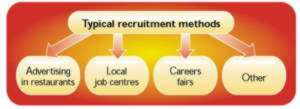 Typical recruitment methods
Advertising
in restaurants
Local
job centres
Careers
fairs
Other